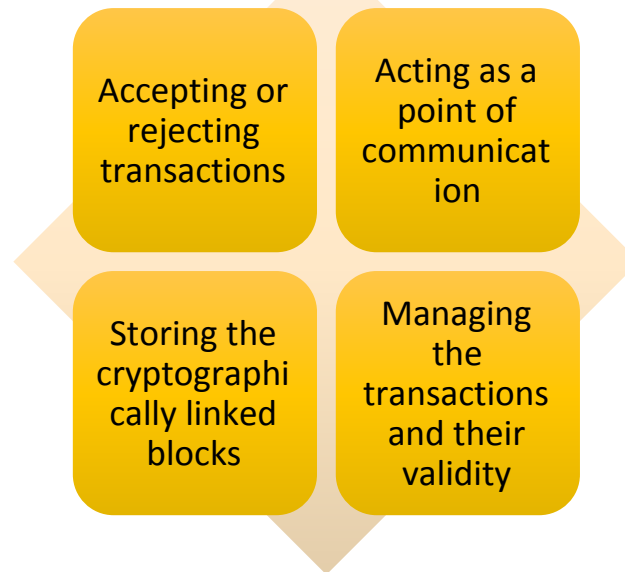 Accepting or
rejecting
transactions
Acting as a
point of
communicat
ion
Storing the
cryptographi
cally linked
blocks
Managing
the
transactions
and their
validity